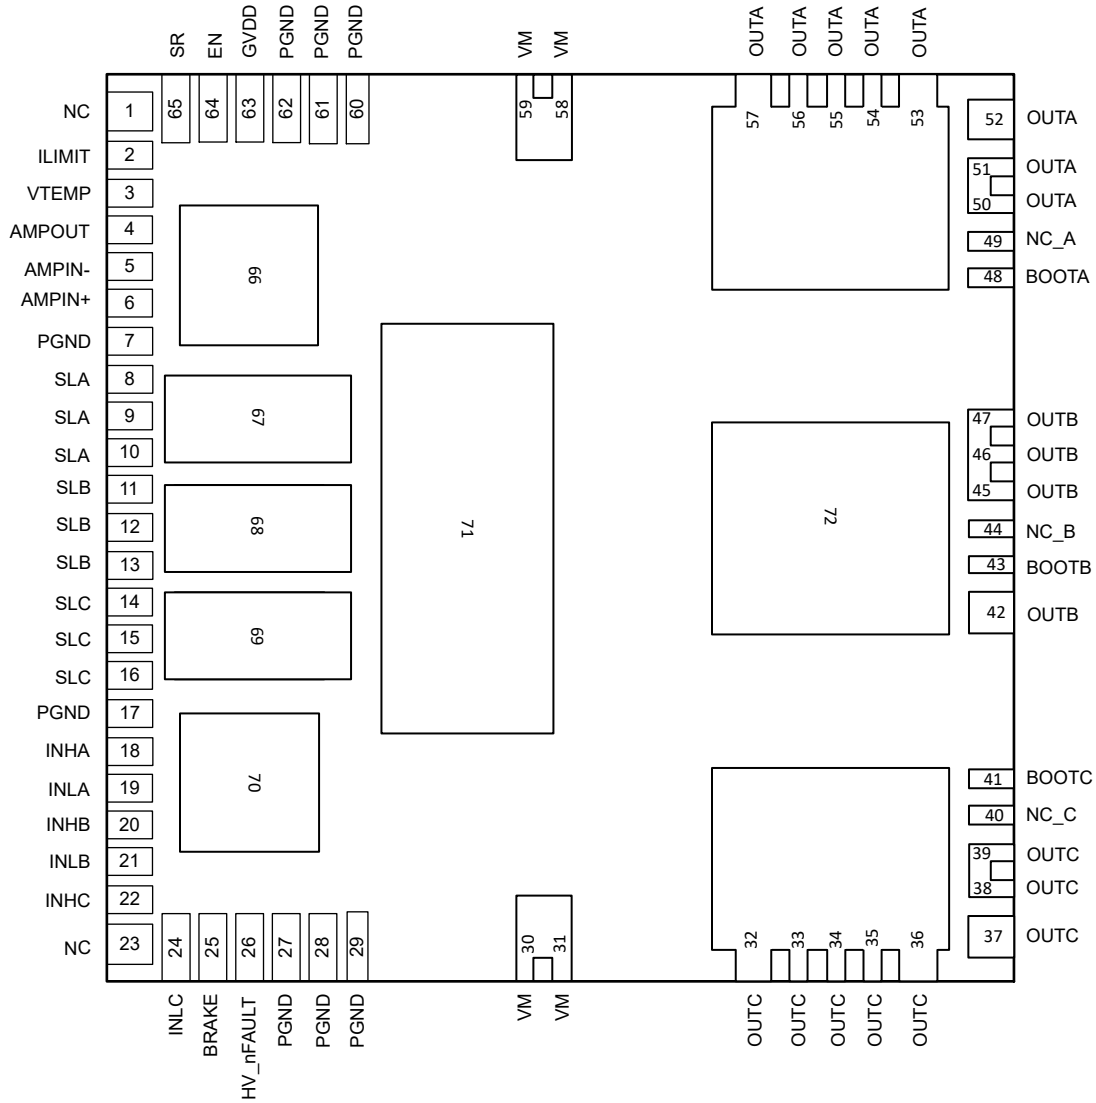 SR
EN
GVDD
PGND
PGND
PGND
VM
VM
OUTA
OUTA
OUTA
OUTA
OUTA
65
64
63
62
61
60
59
58
57
56
55
54
53
NC 1
ILIMIT 2
VTEMP 3
AMPOUT 4
AMPIN- 5
AMPIN+ 6
PGND 7
SLA 8
SLA 9
SLA 10
SLB 11
SLB 12
SLB 13
SLC 14
SLC 15
SLC 16
PGND 17
INHA 18
INLA 19
INHB 20
INLB 21
INHC 22
NC 23
66
67
68
69
70
71
72
52 OUTA
51 OUTA
50 OUTA
49 NC_A
48 BOOTA
47 OUTB
46 OUTB
45 OUTB
44 NC_B
43 BOOTB
42 OUTB
41 BOOTC
40 NC_C
39 OUTC
38 OUTC
37 OUTC
24
25
26
27
28
29
30
31
32
33
34
35
36
INLC
BRAKE
HV_nFAULT
PGND
PGND
PGND
VM
VM
OUTC
OUTC
OUTC
OUTC
OUTC